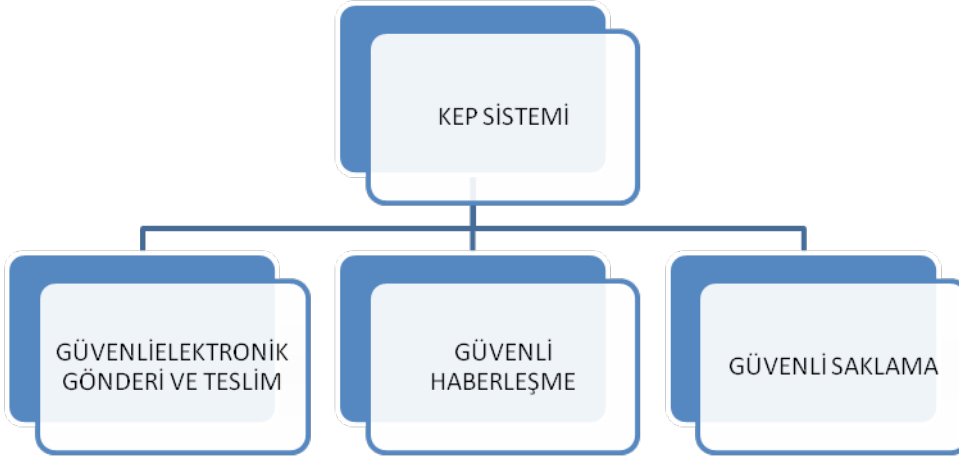 KEP SİSTEMİ
GÜVENLİELEKTRONİK
GÖNDERİ VE TESLİM
GÜVENLİ
HABERLEŞME
GÜVENLİ SAKLAMA